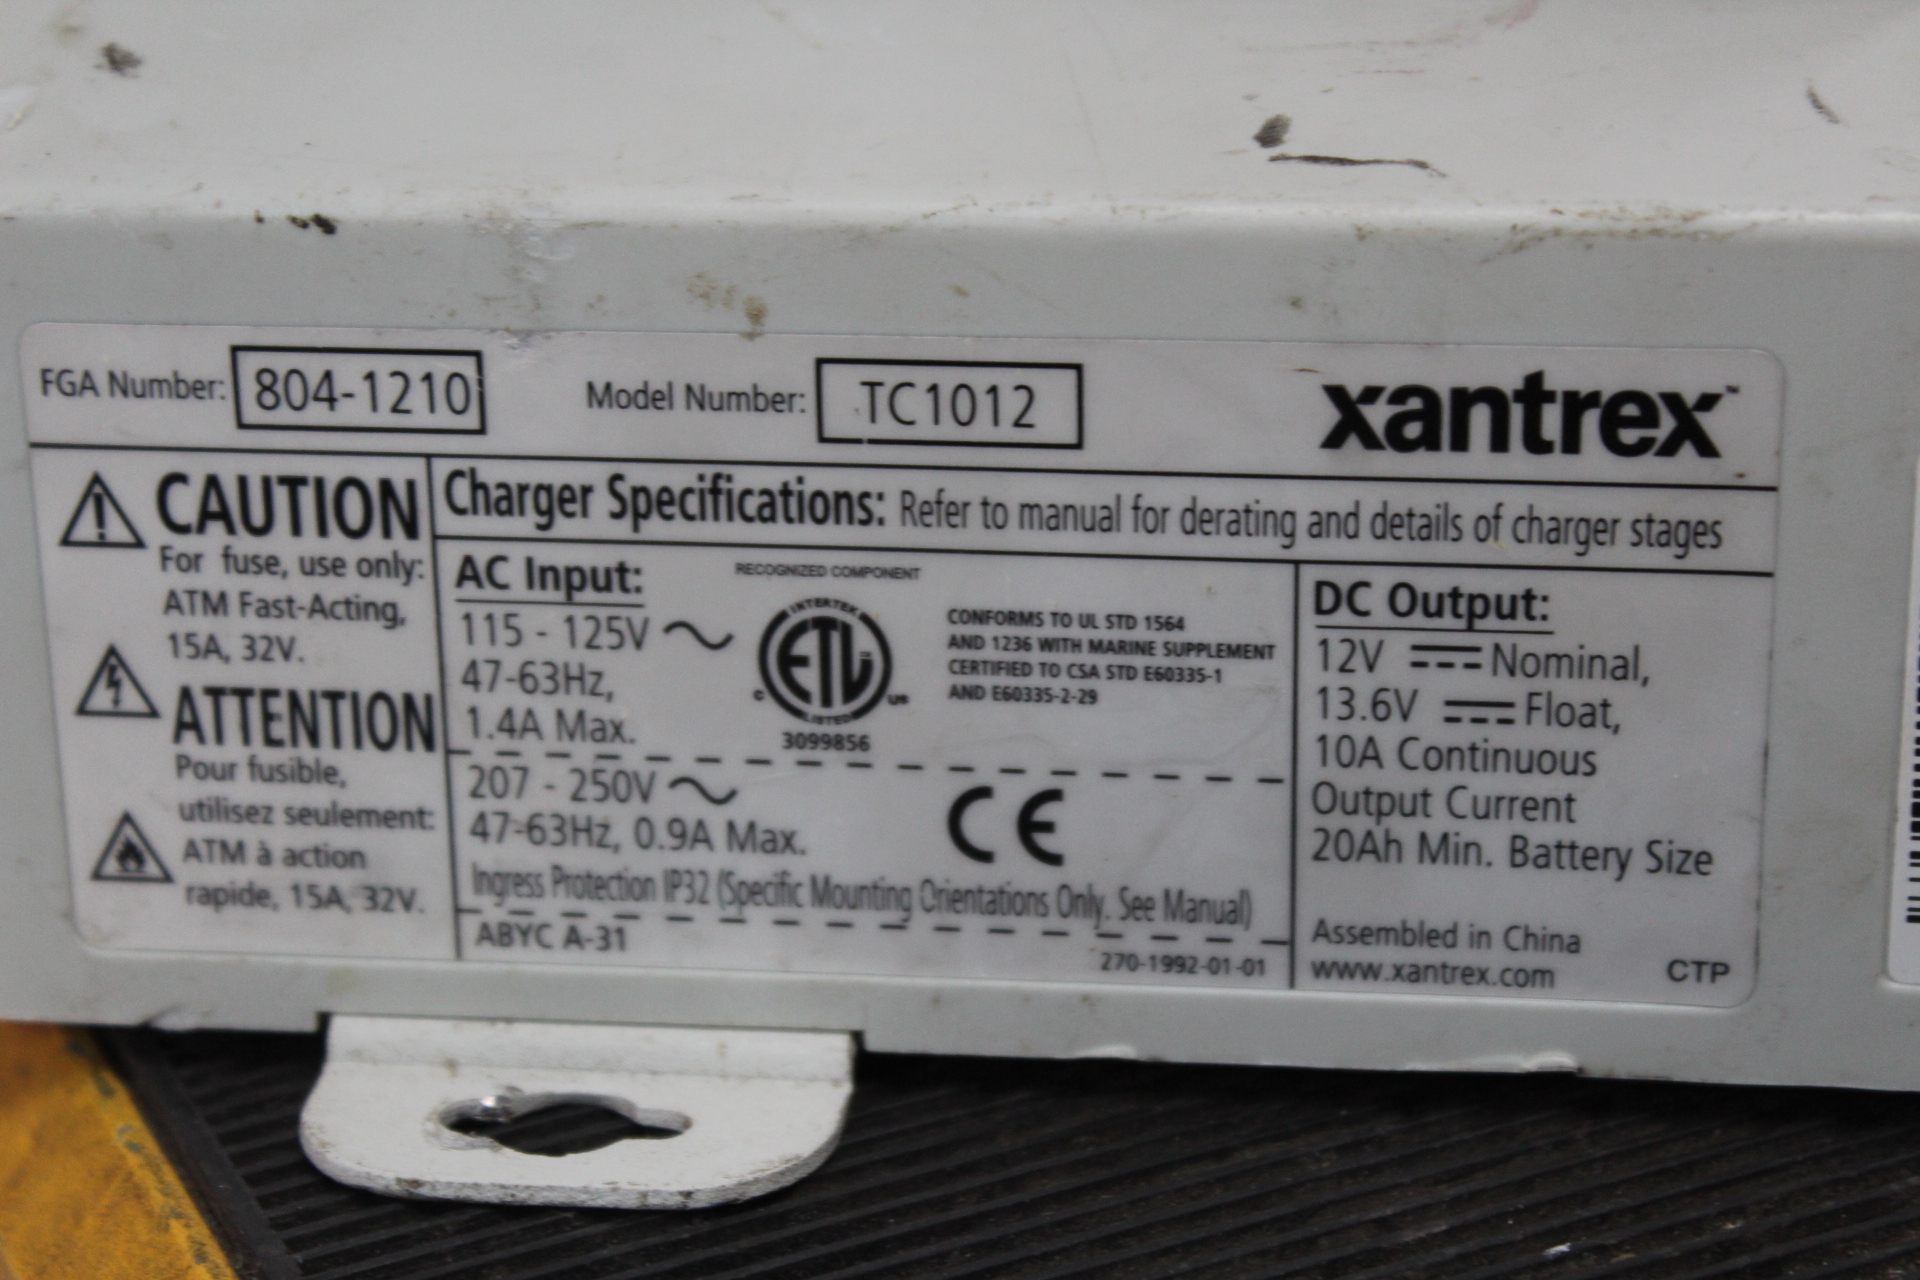 FGA Number: 804-1210 Model Number: TC1012 xantrex™
CAUTION
For fuse, use only:
ATM Fast-Acting,
15A, 32V.
ATTENTION
Pour fusible,
utilisez seulement:
ATM à action
rapide, 15A, 32V.
Charger Specifications: Refer to manual for derating and details of charger stages
AC Input:
115 - 125V ~
47-63Hz,
1.4A Max.
RECOGNIZED COMPONENT
INTERTEK
ETL
LISTED
C US
3099856
CONFORMS TO UL STD 1564
AND 1236 WITH MARINE SUPPLEMENT
CERTIFIED TO CSA STD E60335-1
AND E60335-2-29
207 - 250V ~
47-63Hz, 0.9A Max.
CE
Ingress Protection IP32 (Specific Mounting Orientations Only. See Manual)
ABYC A-31
270-1992-01-01
DC Output:
12V ⎓ Nominal,
13.6V ⎓ Float,
10A Continuous
Output Current
20Ah Min. Battery Size
Assembled in China
www.xantrex.com CTP